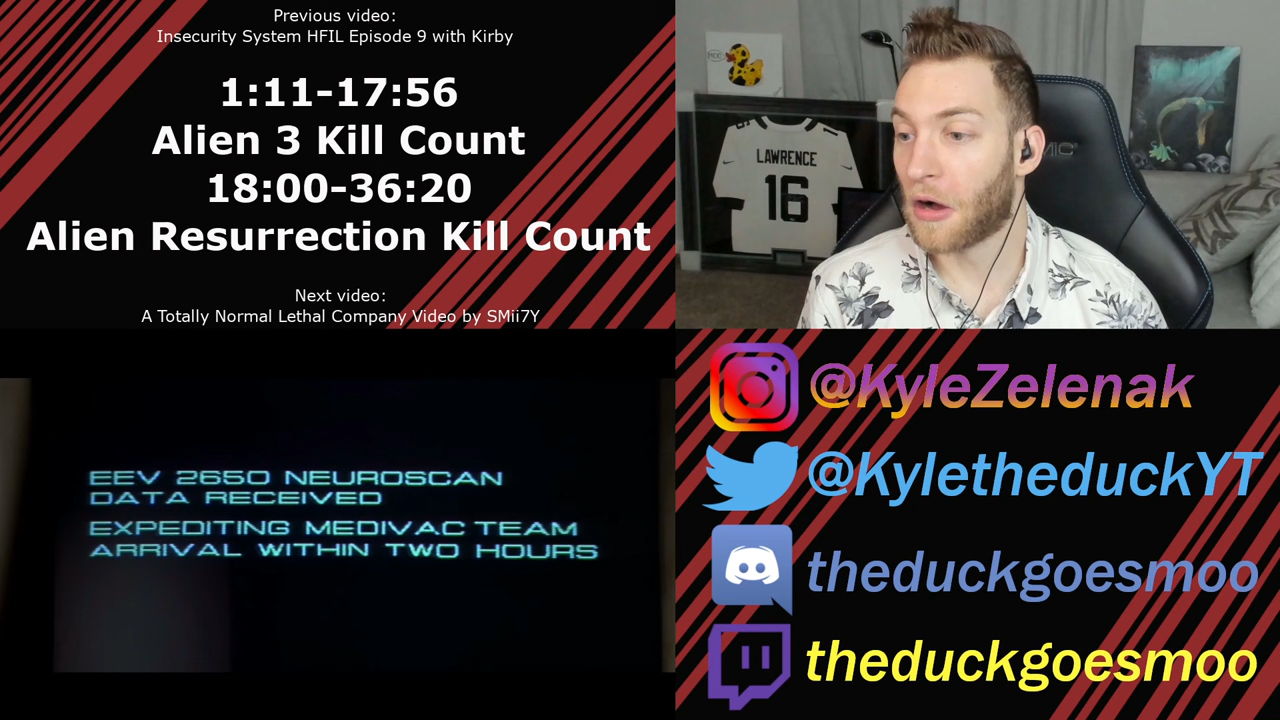 Previous video:
Insecurity System HFIL Episode 9 with Kirby
1:11-17:56
Alien 3 Kill Count
18:00-36:20
Alien Resurrection Kill Count
Next video:
A Totally Normal Lethal Company Video by SMii7Y
LAWRENCE
16
EEV 2650 NEUROSCAN
DATA RECEIVED
EXPEDITING MEDIVAC TEAM
ARRIVAL WITHIN TWO HOURS
@KyleZelenak
@KyletheduckYT
theduckgoesmoo
theduckgoesmoo